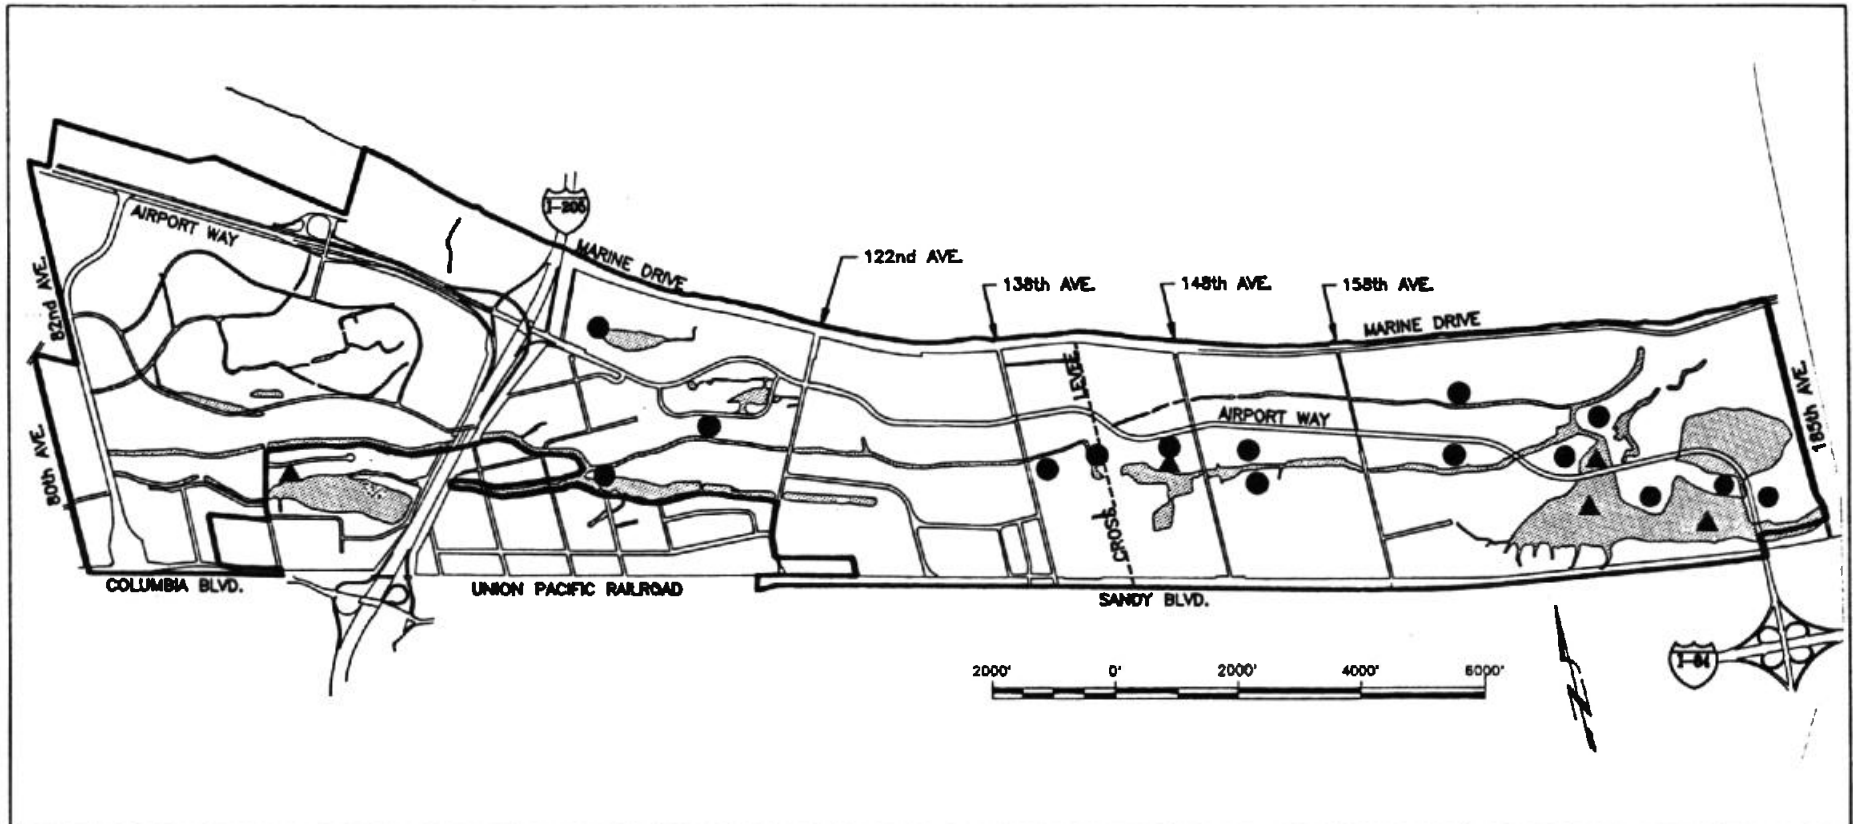 I-205
AIRPORT WAY
MARINE DRIVE
122nd AVE.
138th AVE.
148th AVE.
158th AVE.
MARINE DRIVE
82nd AVE.
LEVEE
AIRPORT WAY
185th AVE.
80th AVE.
CROSS
COLUMBIA BLVD.
UNION PACIFIC RAILROAD
SANDY BLVD.
2000' 0' 2000' 4000' 6000'
I-84
N